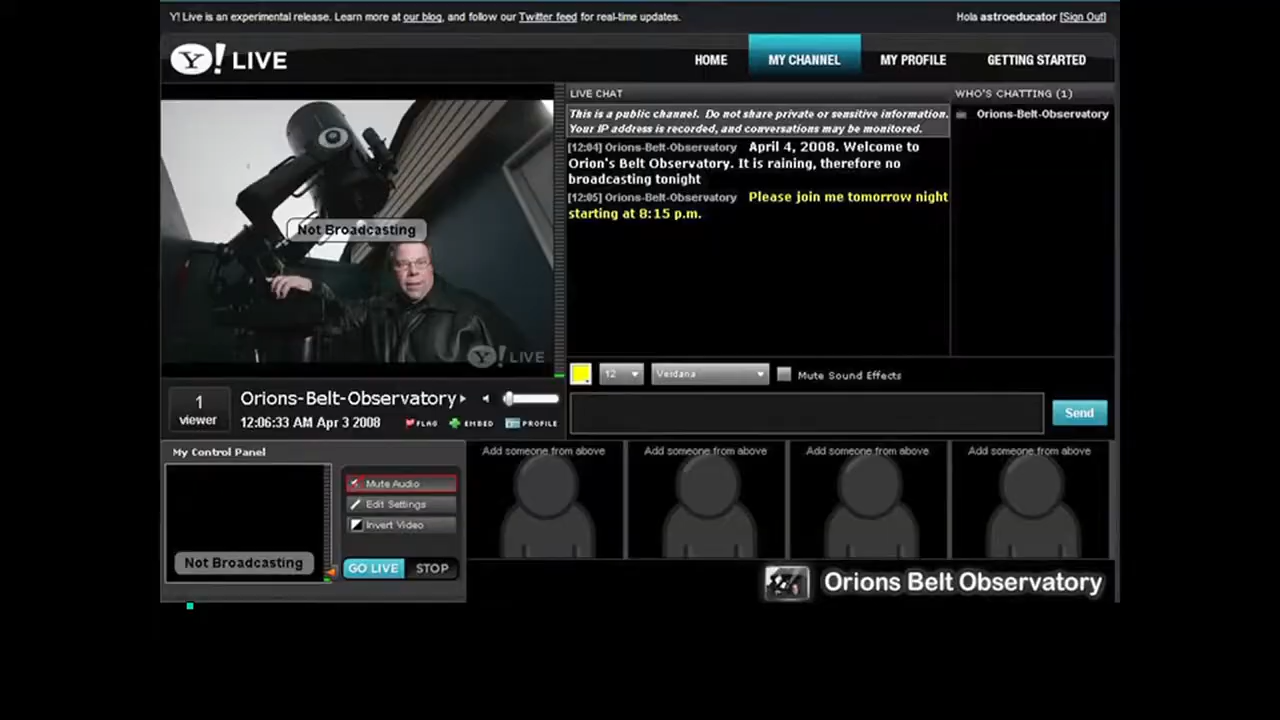 Y! Live is an experimental release. Learn more at our blog, and follow our Twitter feed for real-time updates.
Hola astroeducator [Sign Out]
Y! LIVE
HOME
MY CHANNEL
MY PROFILE
GETTING STARTED
Not Broadcasting
Y! LIVE
LIVE CHAT
This is a public channel. Do not share private or sensitive information.
Your IP address is recorded, and conversations may be monitored.
[12:04] Orions-Belt-Observatory April 4, 2008. Welcome to
Orion's Belt Observatory. It is raining, therefore no
broadcasting tonight
[12:05] Orions-Belt-Observatory Please join me tomorrow night
starting at 8:15 p.m.
WHO'S CHATTING (1)
Orions-Belt-Observatory
12
Verdana
Mute Sound Effects
Send
1
viewer
Orions-Belt-Observatory
12:06:33 AM Apr 3 2008
FLAG
EMBED
PROFILE
My Control Panel
Not Broadcasting
Mute Audio
Edit Settings
Invert Video
GO LIVE
STOP
Add someone from above
Add someone from above
Add someone from above
Add someone from above
Orions Belt Observatory